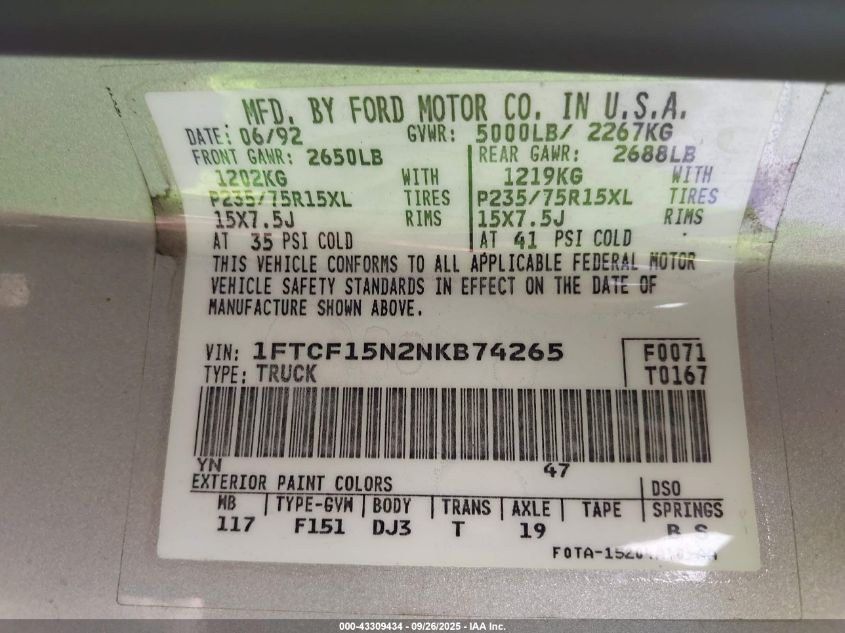 MFD. BY FORD MOTOR CO. IN U.S.A.
DATE: 06/92 GVWR: 5000LB/ 2267KG
FRONT GAWR: 2650LB REAR GAWR: 2688LB
1202KG WITH 1219KG WITH
P235/75R15XL TIRES P235/75R15XL TIRES
15X7.5J RIMS 15X7.5J RIMS
AT 35 PSI COLD AT 41 PSI COLD
THIS VEHICLE CONFORMS TO ALL APPLICABLE FEDERAL MOTOR
VEHICLE SAFETY STANDARDS IN EFFECT ON THE DATE OF
MANUFACTURE SHOWN ABOVE.
VIN: 1FTCF15N2NKB74265 F0071
TYPE: TRUCK T0167
YN 47
EXTERIOR PAINT COLORS DSO
WB TYPE-GVW BODY TRANS AXLE TAPE SPRINGS
117 F151 DJ3 T 19 B S
000-43309434 - 09/26/2025 - IAA Inc.